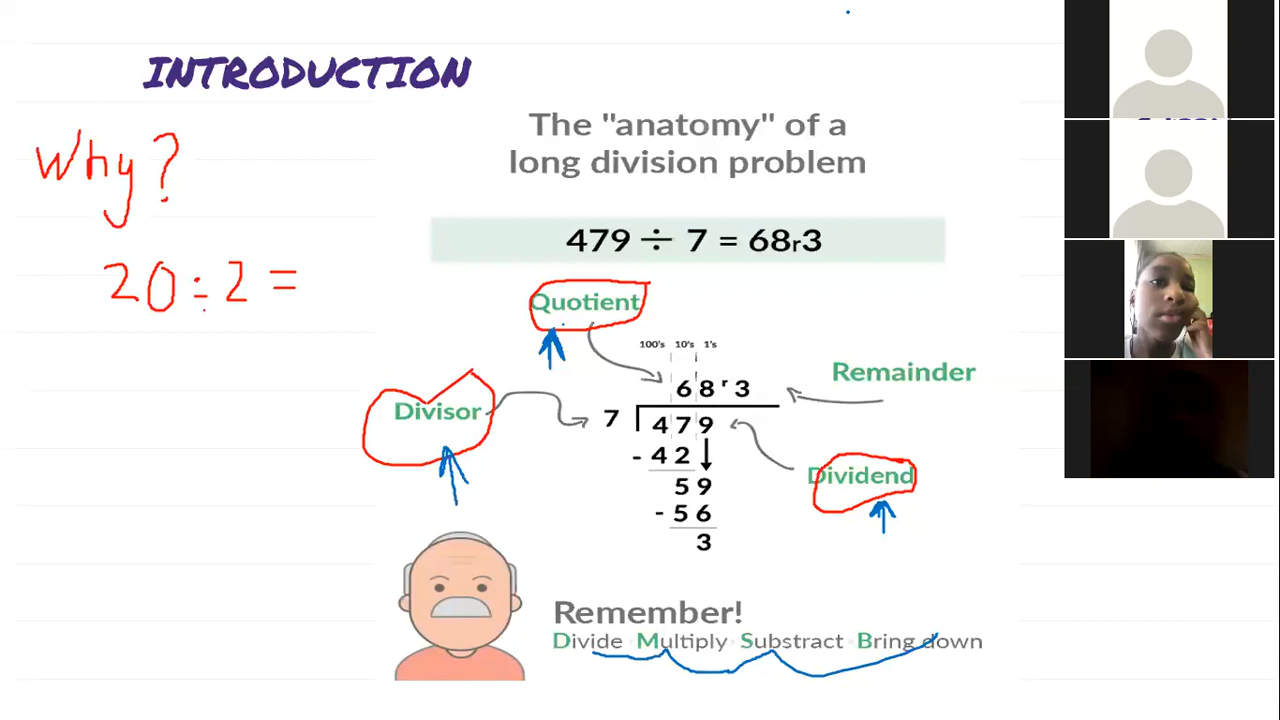 INTRODUCTION
Why?
20÷2=
The "anatomy" of a
long division problem
479 ÷ 7 = 68r3
Quotient
100's 10's 1's
68r3
Remainder
Divisor
7 479
Dividend
- 42
59
- 56
3
Remember!
Divide · Multiply · Substract · Bring down